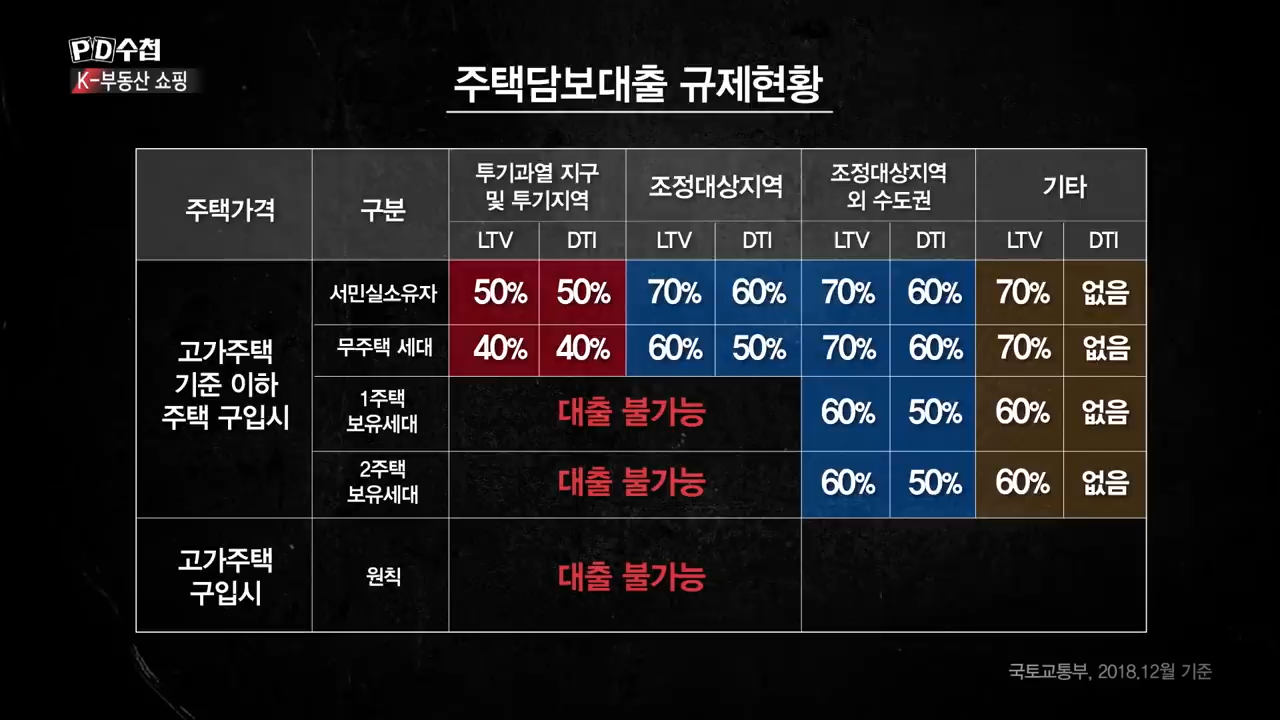 PD수첩
K-부동산 쇼핑
주택담보대출 규제현황
주택가격
구분
투기과열 지구
및 투기지역
조정대상지역
조정대상지역
외 수도권
기타
LTV DTI LTV DTI LTV DTI LTV DTI
고가주택
기준 이하
주택 구입시
서민실소유자 50% 50% 70% 60% 70% 60% 70% 없음
무주택 세대 40% 40% 60% 50% 70% 60% 70% 없음
1주택
보유세대
대출 불가능 60% 50% 60% 없음
2주택
보유세대
대출 불가능 60% 50% 60% 없음
고가주택
구입시
원칙 대출 불가능
국토교통부, 2018.12월 기준